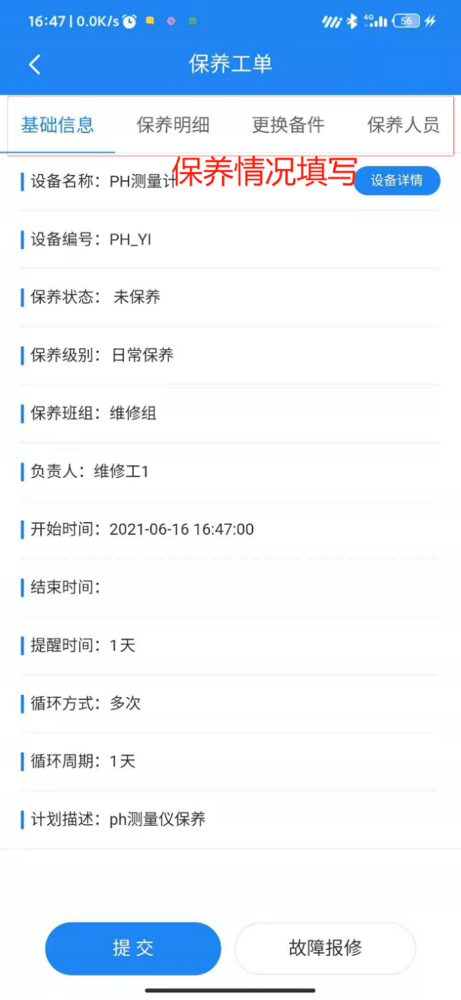 16:47 | 0.0K/s
4G 56
保养工单
基础信息 保养明细 更换备件 保养人员
保养情况填写
设备名称：PH测量计 设备详情
设备编号：PH_YI
保养状态： 未保养
保养级别： 日常保养
保养班组：维修组
负责人：维修工1
开始时间：2021-06-16 16:47:00
结束时间：
提醒时间：1天
循环方式：多次
循环周期：1天
计划描述：ph测量仪保养
提交 故障报修